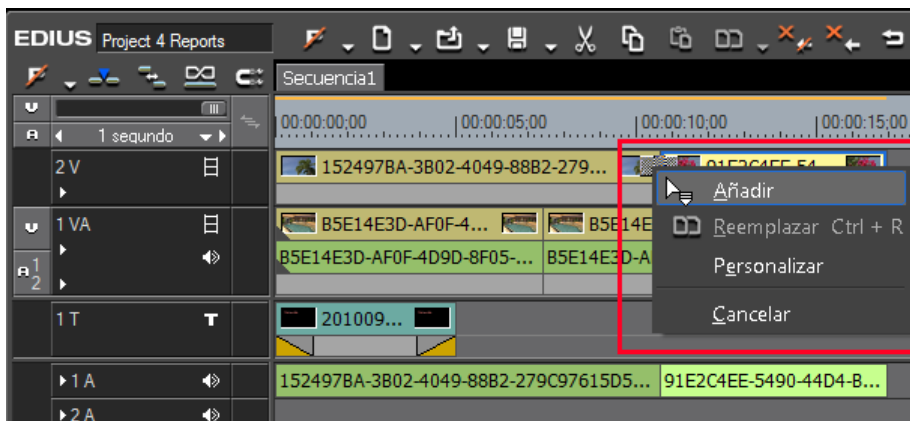 EDIUS Project 4 Reports
Secuencia1
1 segundo
00:00:00;00 00:00:05;00 00:00:10;00 00:00:15;00
2 V
152497BA-3B02-4049-88B2-279... 91E2C4EE-54...
Añadir
1 VA
B5E14E3D-AF0F-4... B5E14E
Reemplazar Ctrl + R
B5E14E3D-AF0F-4D9D-8F05-... B5E14E3D-A
Personalizar
1 T
T
201009...
Cancelar
1 A
152497BA-3B02-4049-88B2-279C97615D5... 91E2C4EE-5490-44D4-B...
2 A